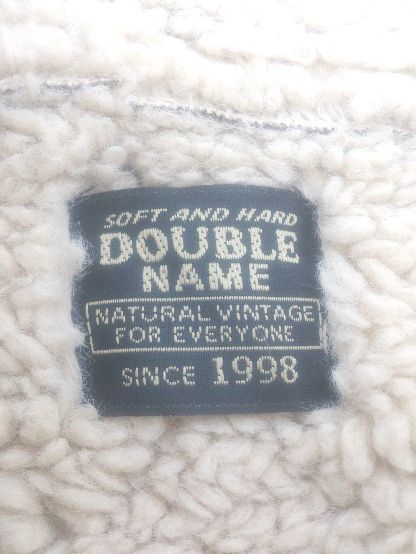 SOFT AND HARD
DOUBLE
NAME
NATURAL VINTAGE
FOR EVERYONE
SINCE 1998